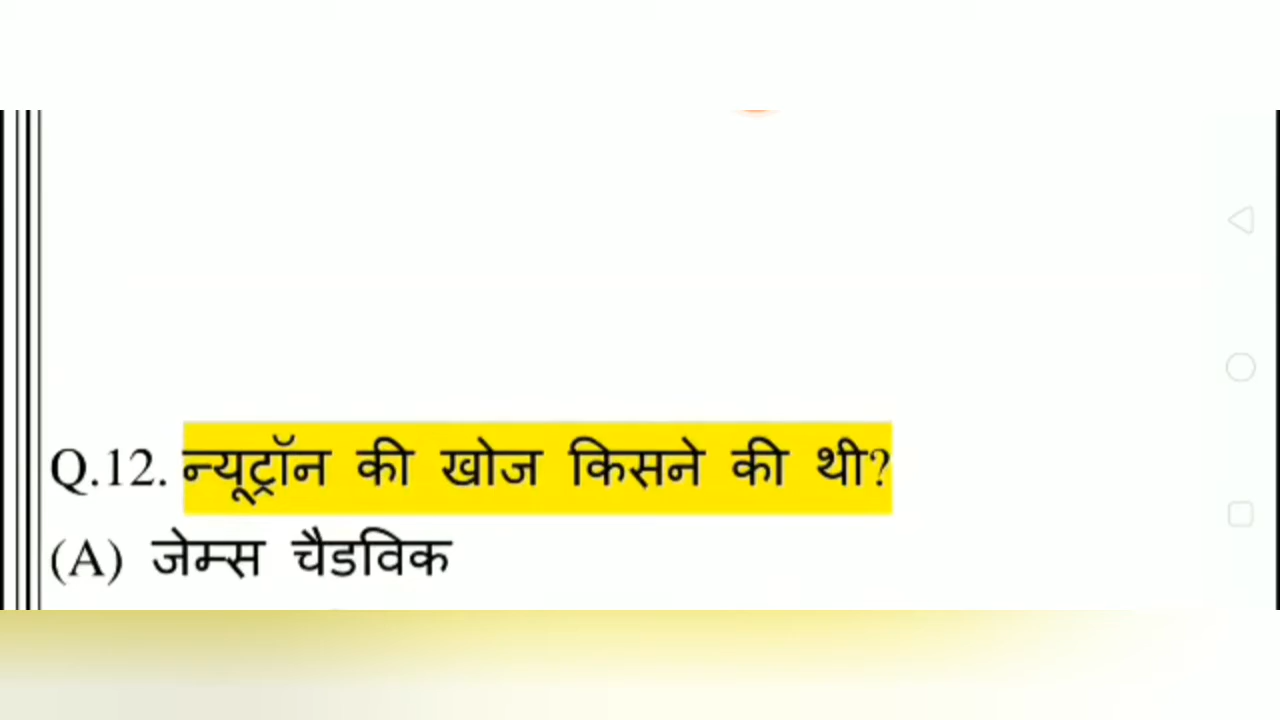 Q.12. न्यूट्रॉन की खोज किसने की थी?
(A) जेम्स चैडविक